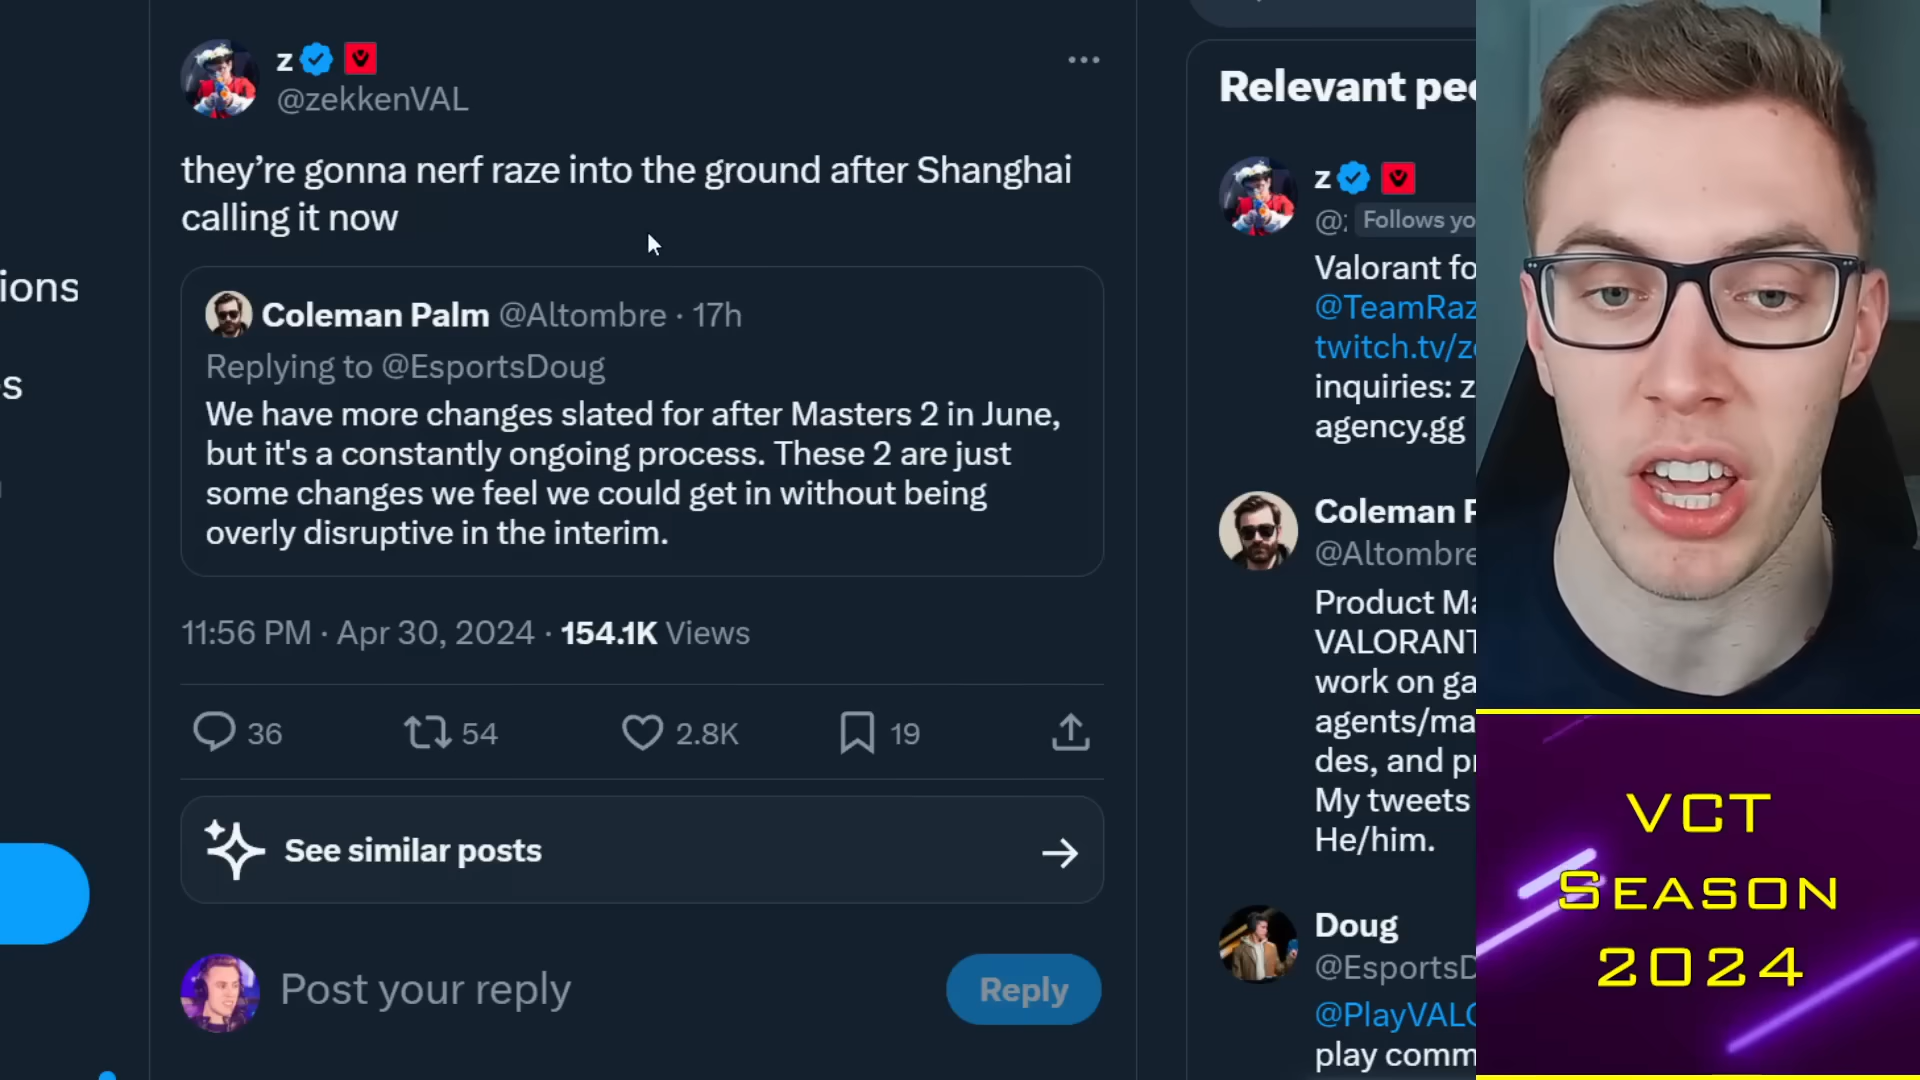 z
@zekkenVAL
they’re gonna nerf raze into the ground after Shanghai
calling it now
Coleman Palm @Altombre · 17h
Replying to @EsportsDoug
We have more changes slated for after Masters 2 in June,
but it's a constantly ongoing process. These 2 are just
some changes we feel we could get in without being
overly disruptive in the interim.
11:56 PM · Apr 30, 2024 · 154.1K Views
36 54 2.8K 19
See similar posts
Post your reply
Reply
ions
s
Relevant pe
z
@z Follows yo
Valorant fo
@TeamRaz
twitch.tv/z
inquiries: z
agency.gg
Coleman P
@Altombre
Product Ma
VALORANT
work on ga
agents/ma
des, and p
My tweets
He/him.
Doug
@EsportsD
@PlayVALO
play comm
VCT
SEASON
2024